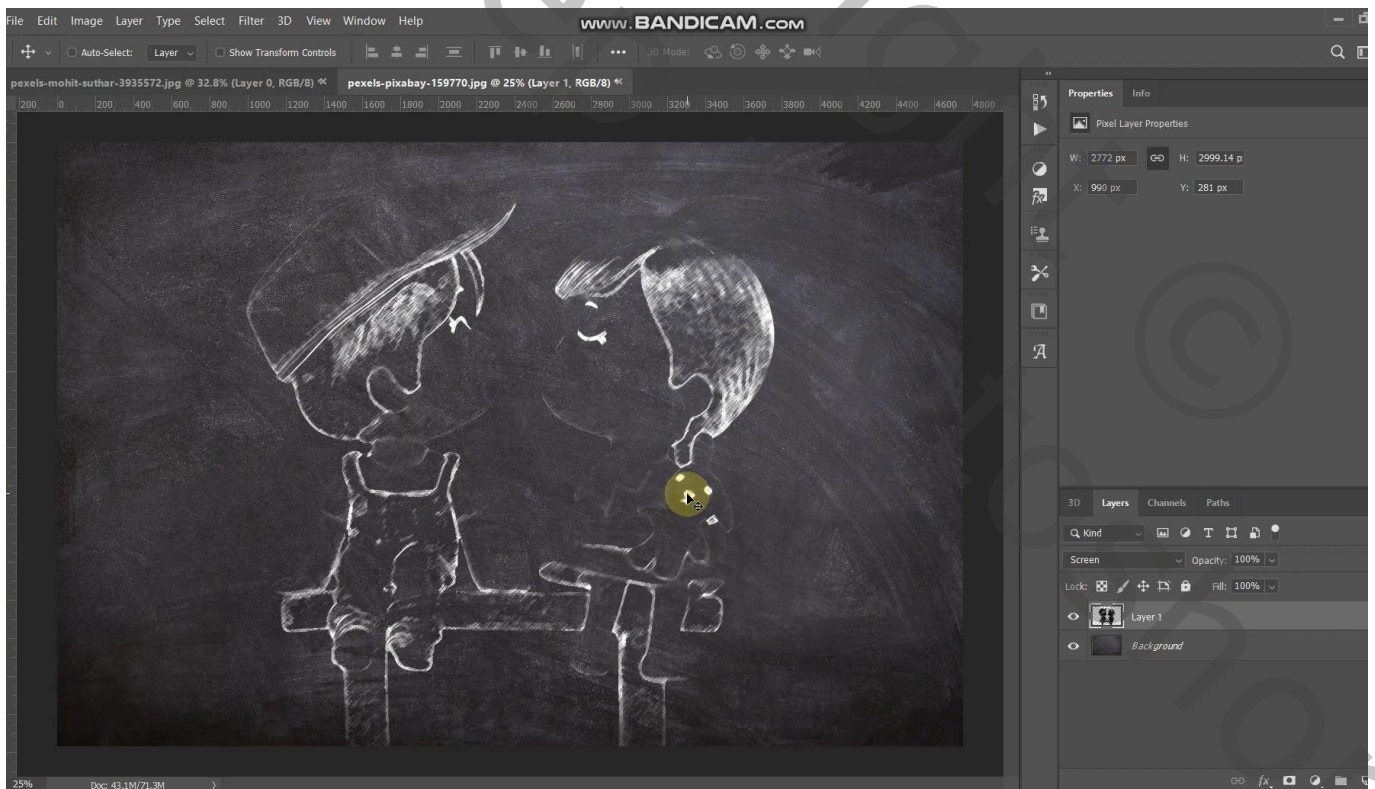 WWW.BANDICAM.COM
File Edit Image Layer Type Select Filter 3D View Window Help
Auto-Select: Layer Show Transform Controls 3D Mode:
pexels-mohit-suthar-3935572.jpg @ 32.8% (Layer 0, RGB/8) * pexels-pixabay-159770.jpg @ 25% (Layer 1, RGB/8) *
200 0 200 400 600 800 1000 1200 1400 1600 1800 2000 2200 2400 2600 2800 3000 3200 3400 3600 3800 4000 4200 4400 4600 4800
Properties Info
Pixel Layer Properties
W: 2772 px H: 2999.14 p
X: 990 px Y: 281 px
3D Layers Channels Paths
Kind
Screen Opacity: 100%
Lock: Fill: 100%
Layer 1
Background
25% Doc: 43.1M/71.3M
fx